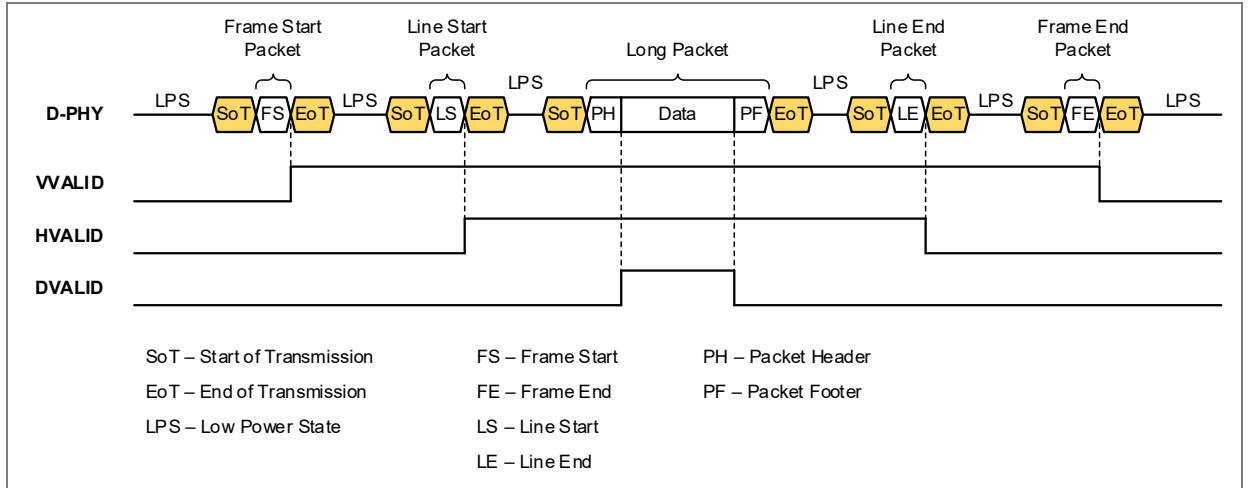 Frame Start
Packet
Line Start
Packet
Long Packet
Line End
Packet
Frame End
Packet
D-PHY
LPS SoT FS EoT LPS SoT LS EoT LPS SoT PH Data PF EoT LPS SoT LE EoT LPS SoT FE EoT LPS
VVALID
HVALID
DVALID
SoT – Start of Transmission
EoT – End of Transmission
LPS – Low Power State
FS – Frame Start
FE – Frame End
LS – Line Start
LE – Line End
PH – Packet Header
PF – Packet Footer